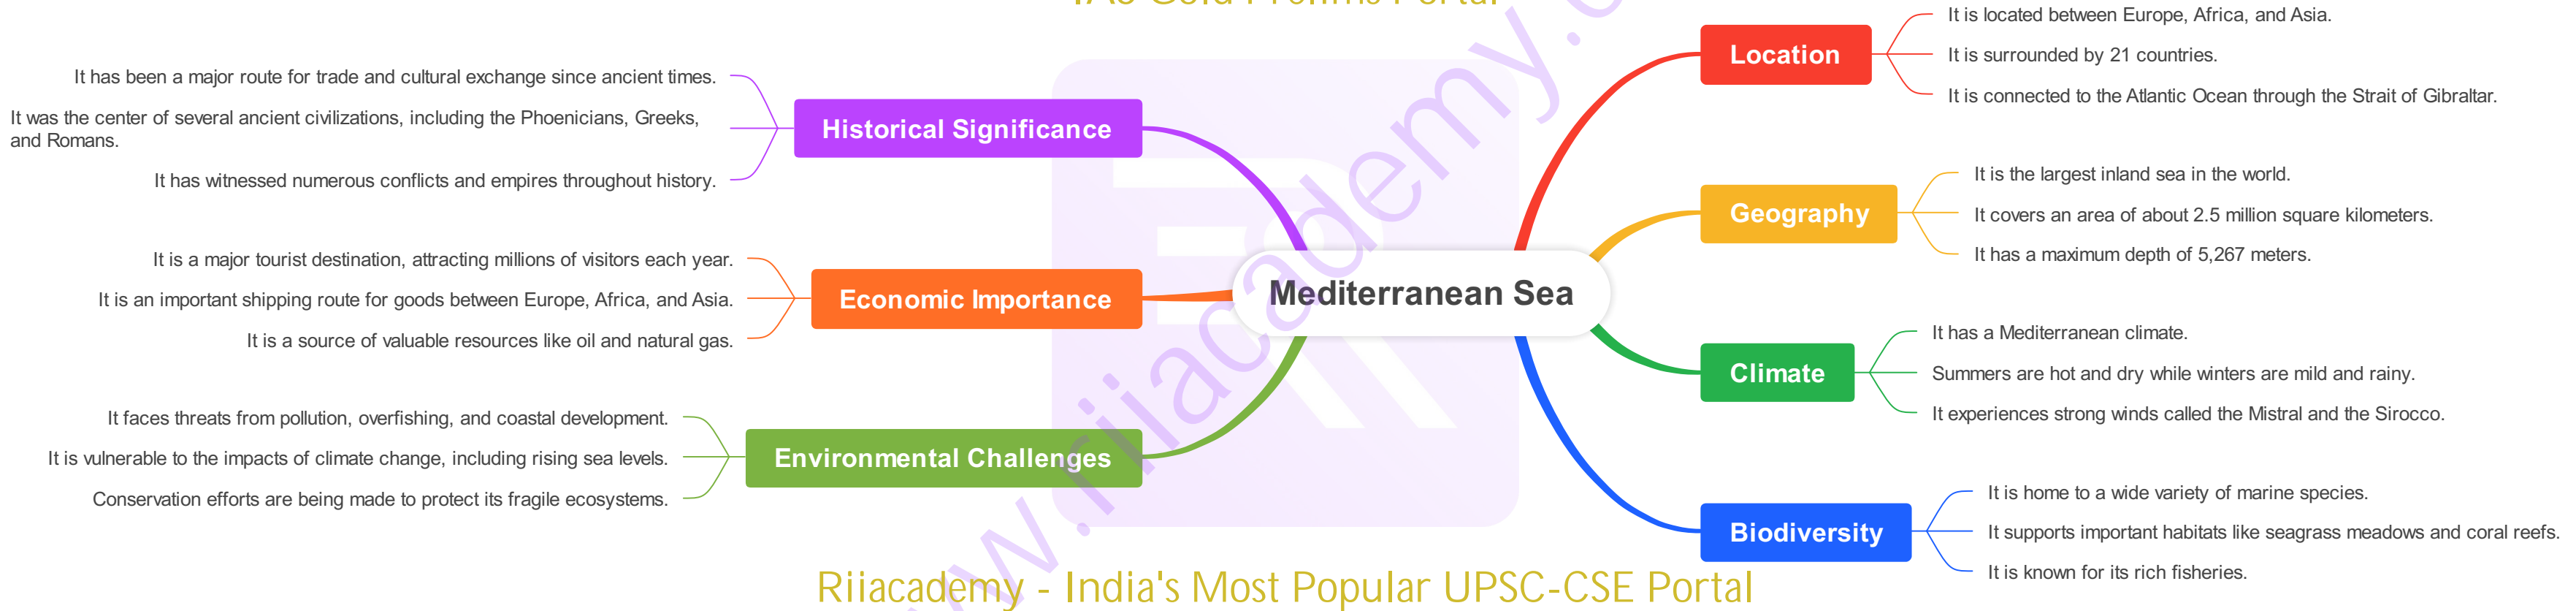 IAS Gold Prelims Portal
Historical Significance
It has been a major route for trade and cultural exchange since ancient times.
It was the center of several ancient civilizations, including the Phoenicians, Greeks,
and Romans.
It has witnessed numerous conflicts and empires throughout history.
Economic Importance
It is a major tourist destination, attracting millions of visitors each year.
It is an important shipping route for goods between Europe, Africa, and Asia.
It is a source of valuable resources like oil and natural gas.
Environmental Challenges
It faces threats from pollution, overfishing, and coastal development.
It is vulnerable to the impacts of climate change, including rising sea levels.
Conservation efforts are being made to protect its fragile ecosystems.
Mediterranean Sea
Location
It is located between Europe, Africa, and Asia.
It is surrounded by 21 countries.
It is connected to the Atlantic Ocean through the Strait of Gibraltar.
Geography
It is the largest inland sea in the world.
It covers an area of about 2.5 million square kilometers.
It has a maximum depth of 5,267 meters.
Climate
It has a Mediterranean climate.
Summers are hot and dry while winters are mild and rainy.
It experiences strong winds called the Mistral and the Sirocco.
Biodiversity
It is home to a wide variety of marine species.
It supports important habitats like seagrass meadows and coral reefs.
It is known for its rich fisheries.
www.riiacademy.c
Riiacademy - India's Most Popular UPSC-CSE Portal